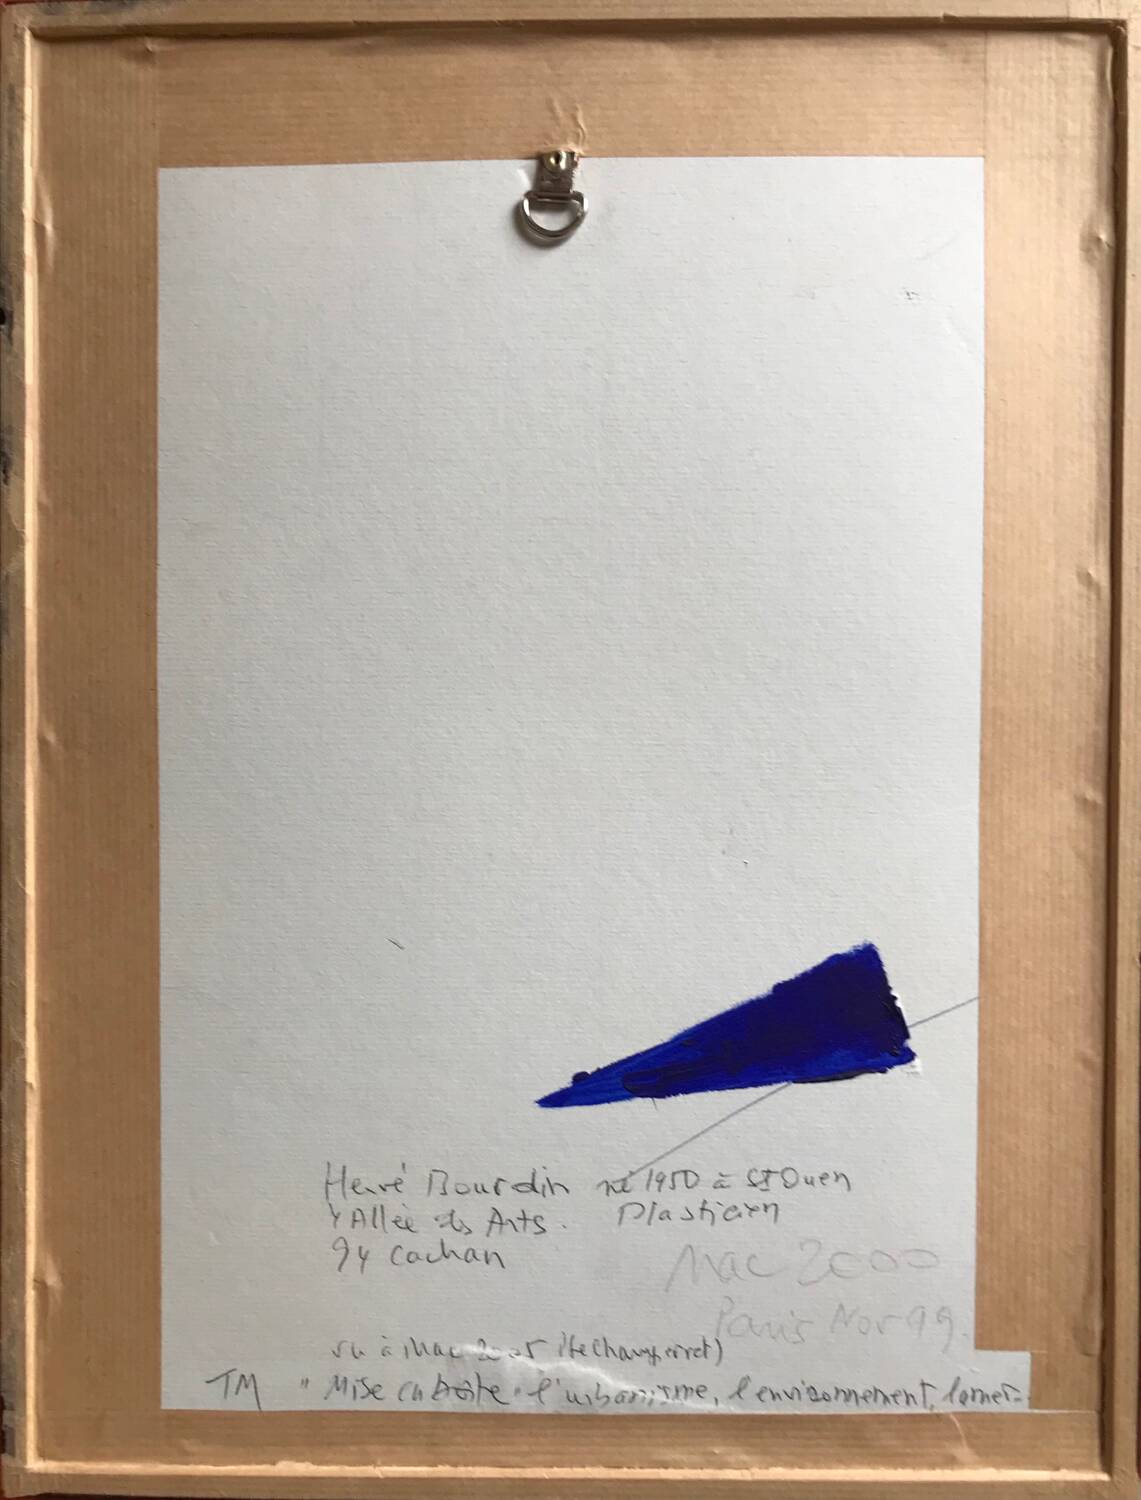 Hervé Bourdin né 1950 à St Ouen
4 Allée des Arts. Plasticien
94 Cachan
Mac 2000
Paris Nov 99.
vu à Mac 2005 (Pte Champerret)
TM "Mise en boîte" l'urbanisme, l'environnement,